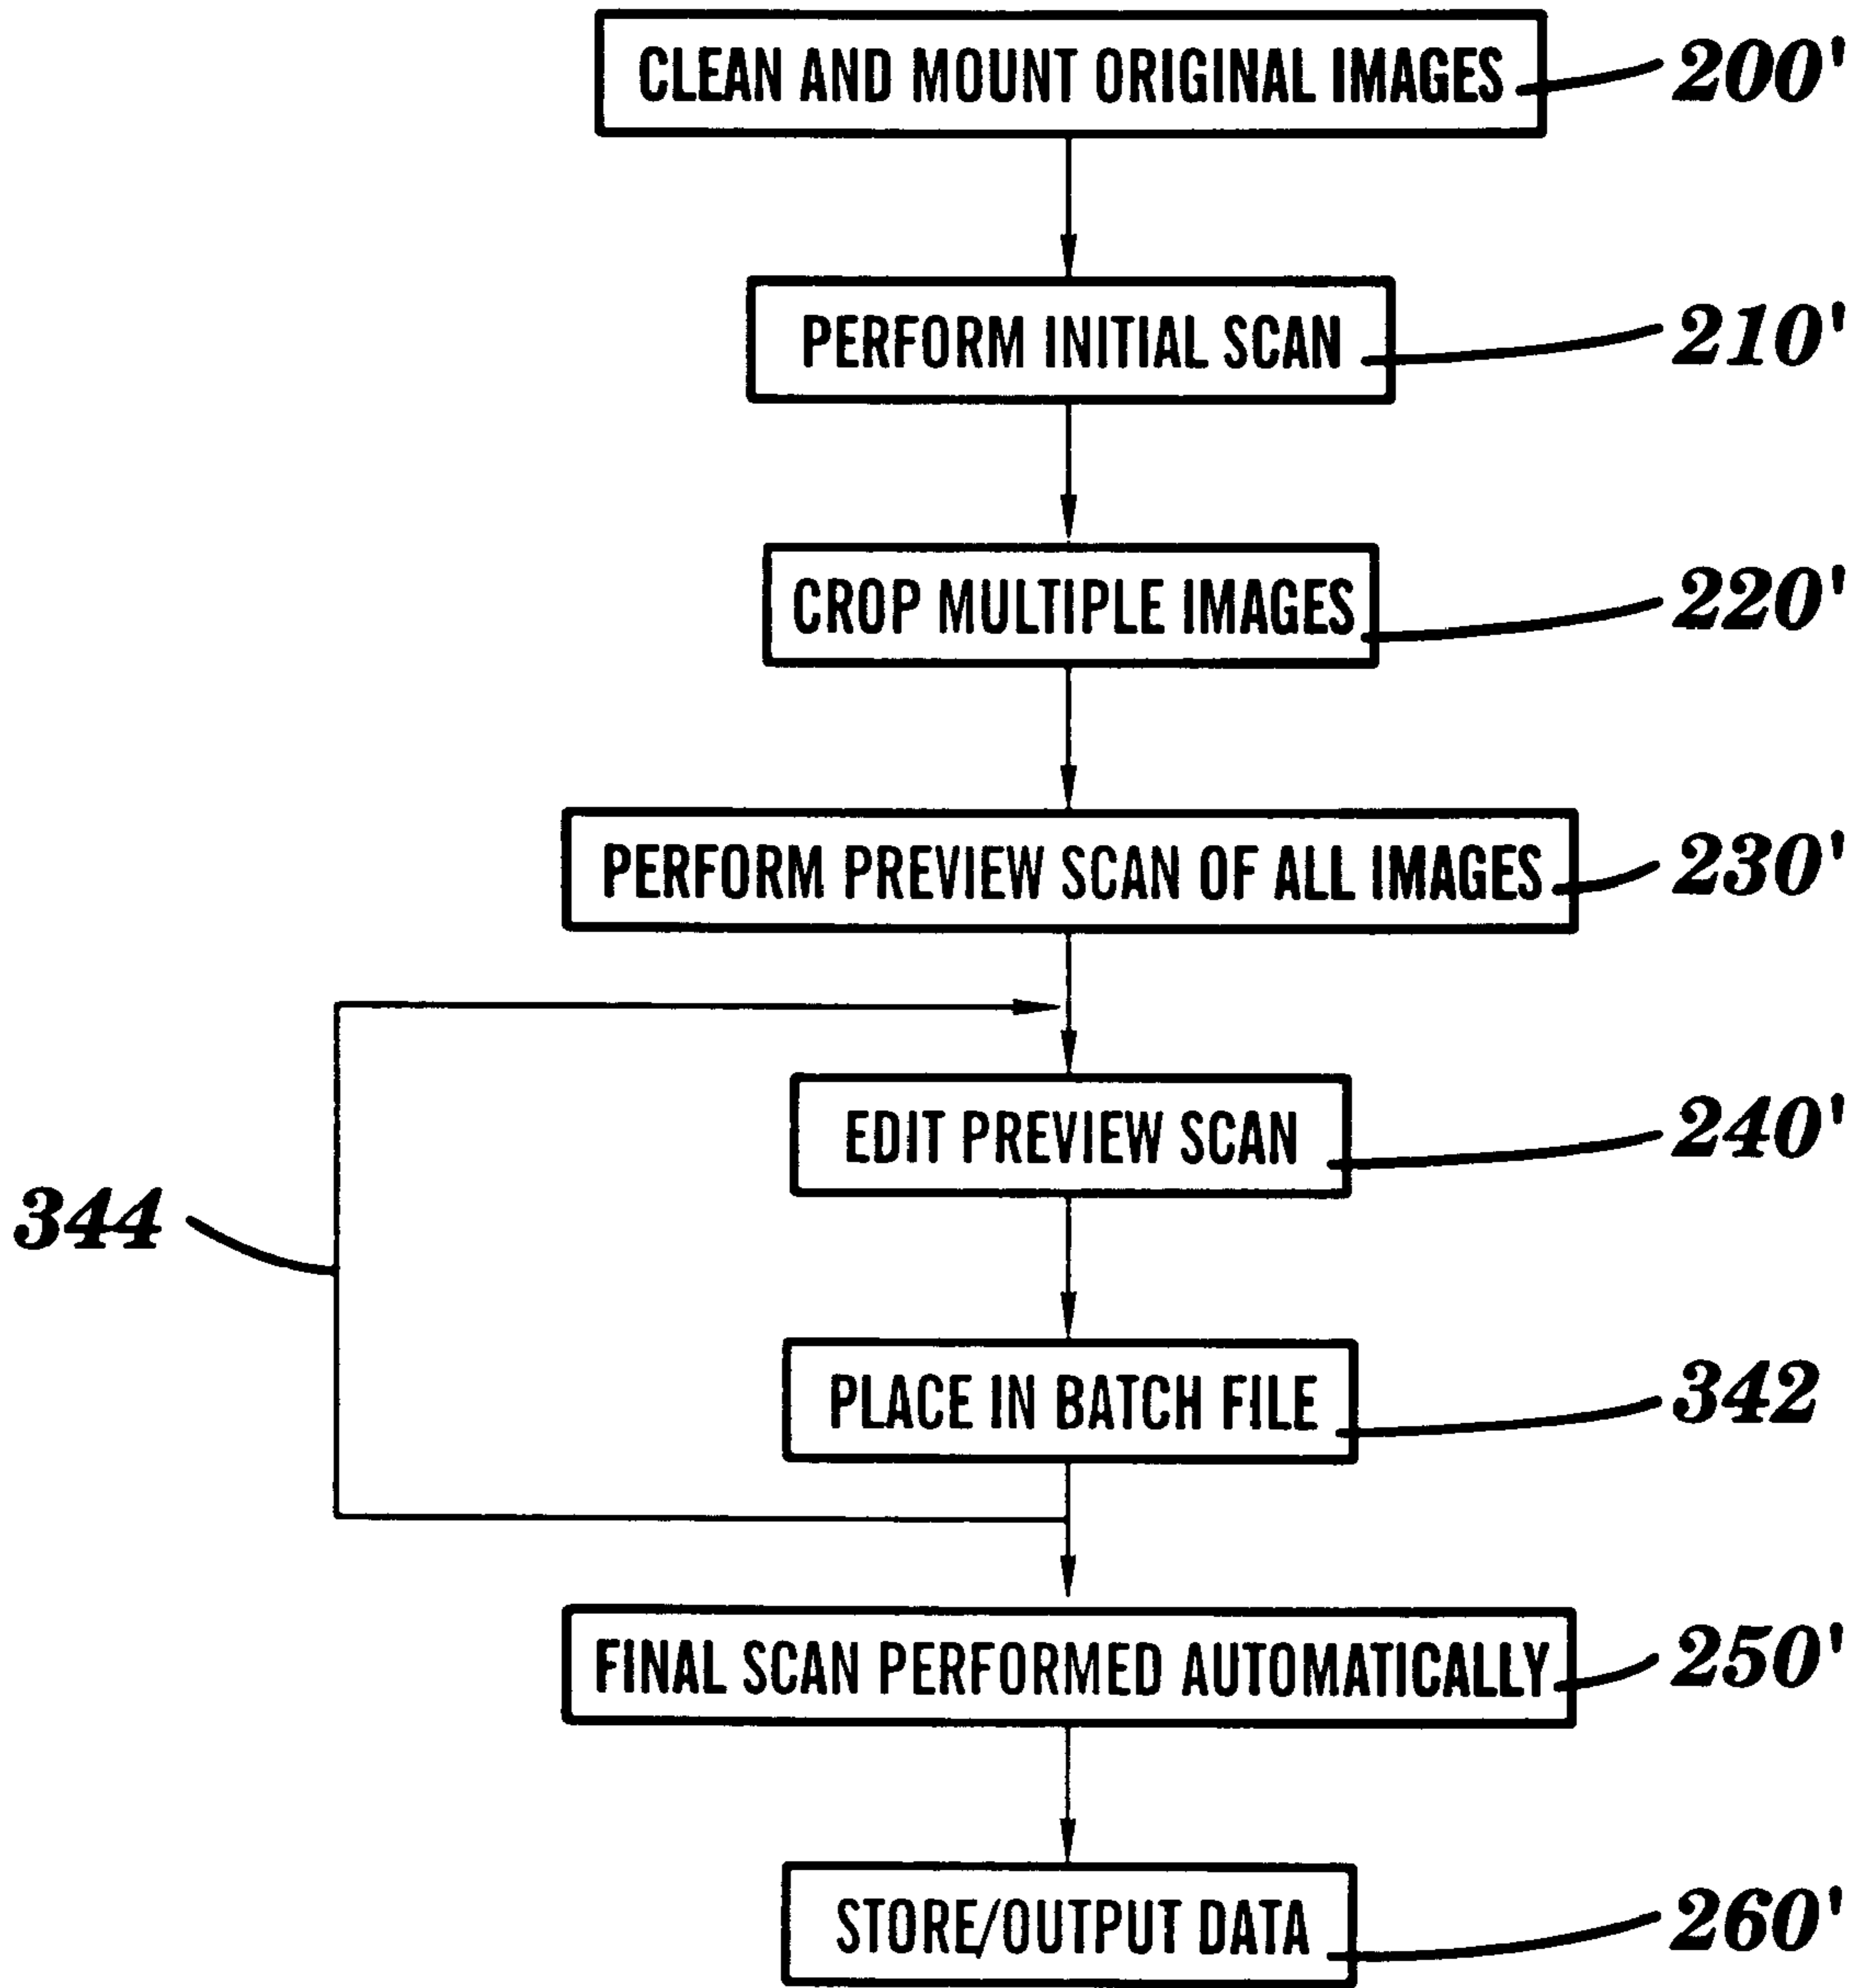 CLEAN AND MOUNT ORIGINAL IMAGES
200'
PERFORM INITIAL SCAN
210'
CROP MULTIPLE IMAGES
220'
PERFORM PREVIEW SCAN OF ALL IMAGES
230'
EDIT PREVIEW SCAN
240'
344
PLACE IN BATCH FILE
342
FINAL SCAN PERFORMED AUTOMATICALLY
250'
STORE/OUTPUT DATA
260'